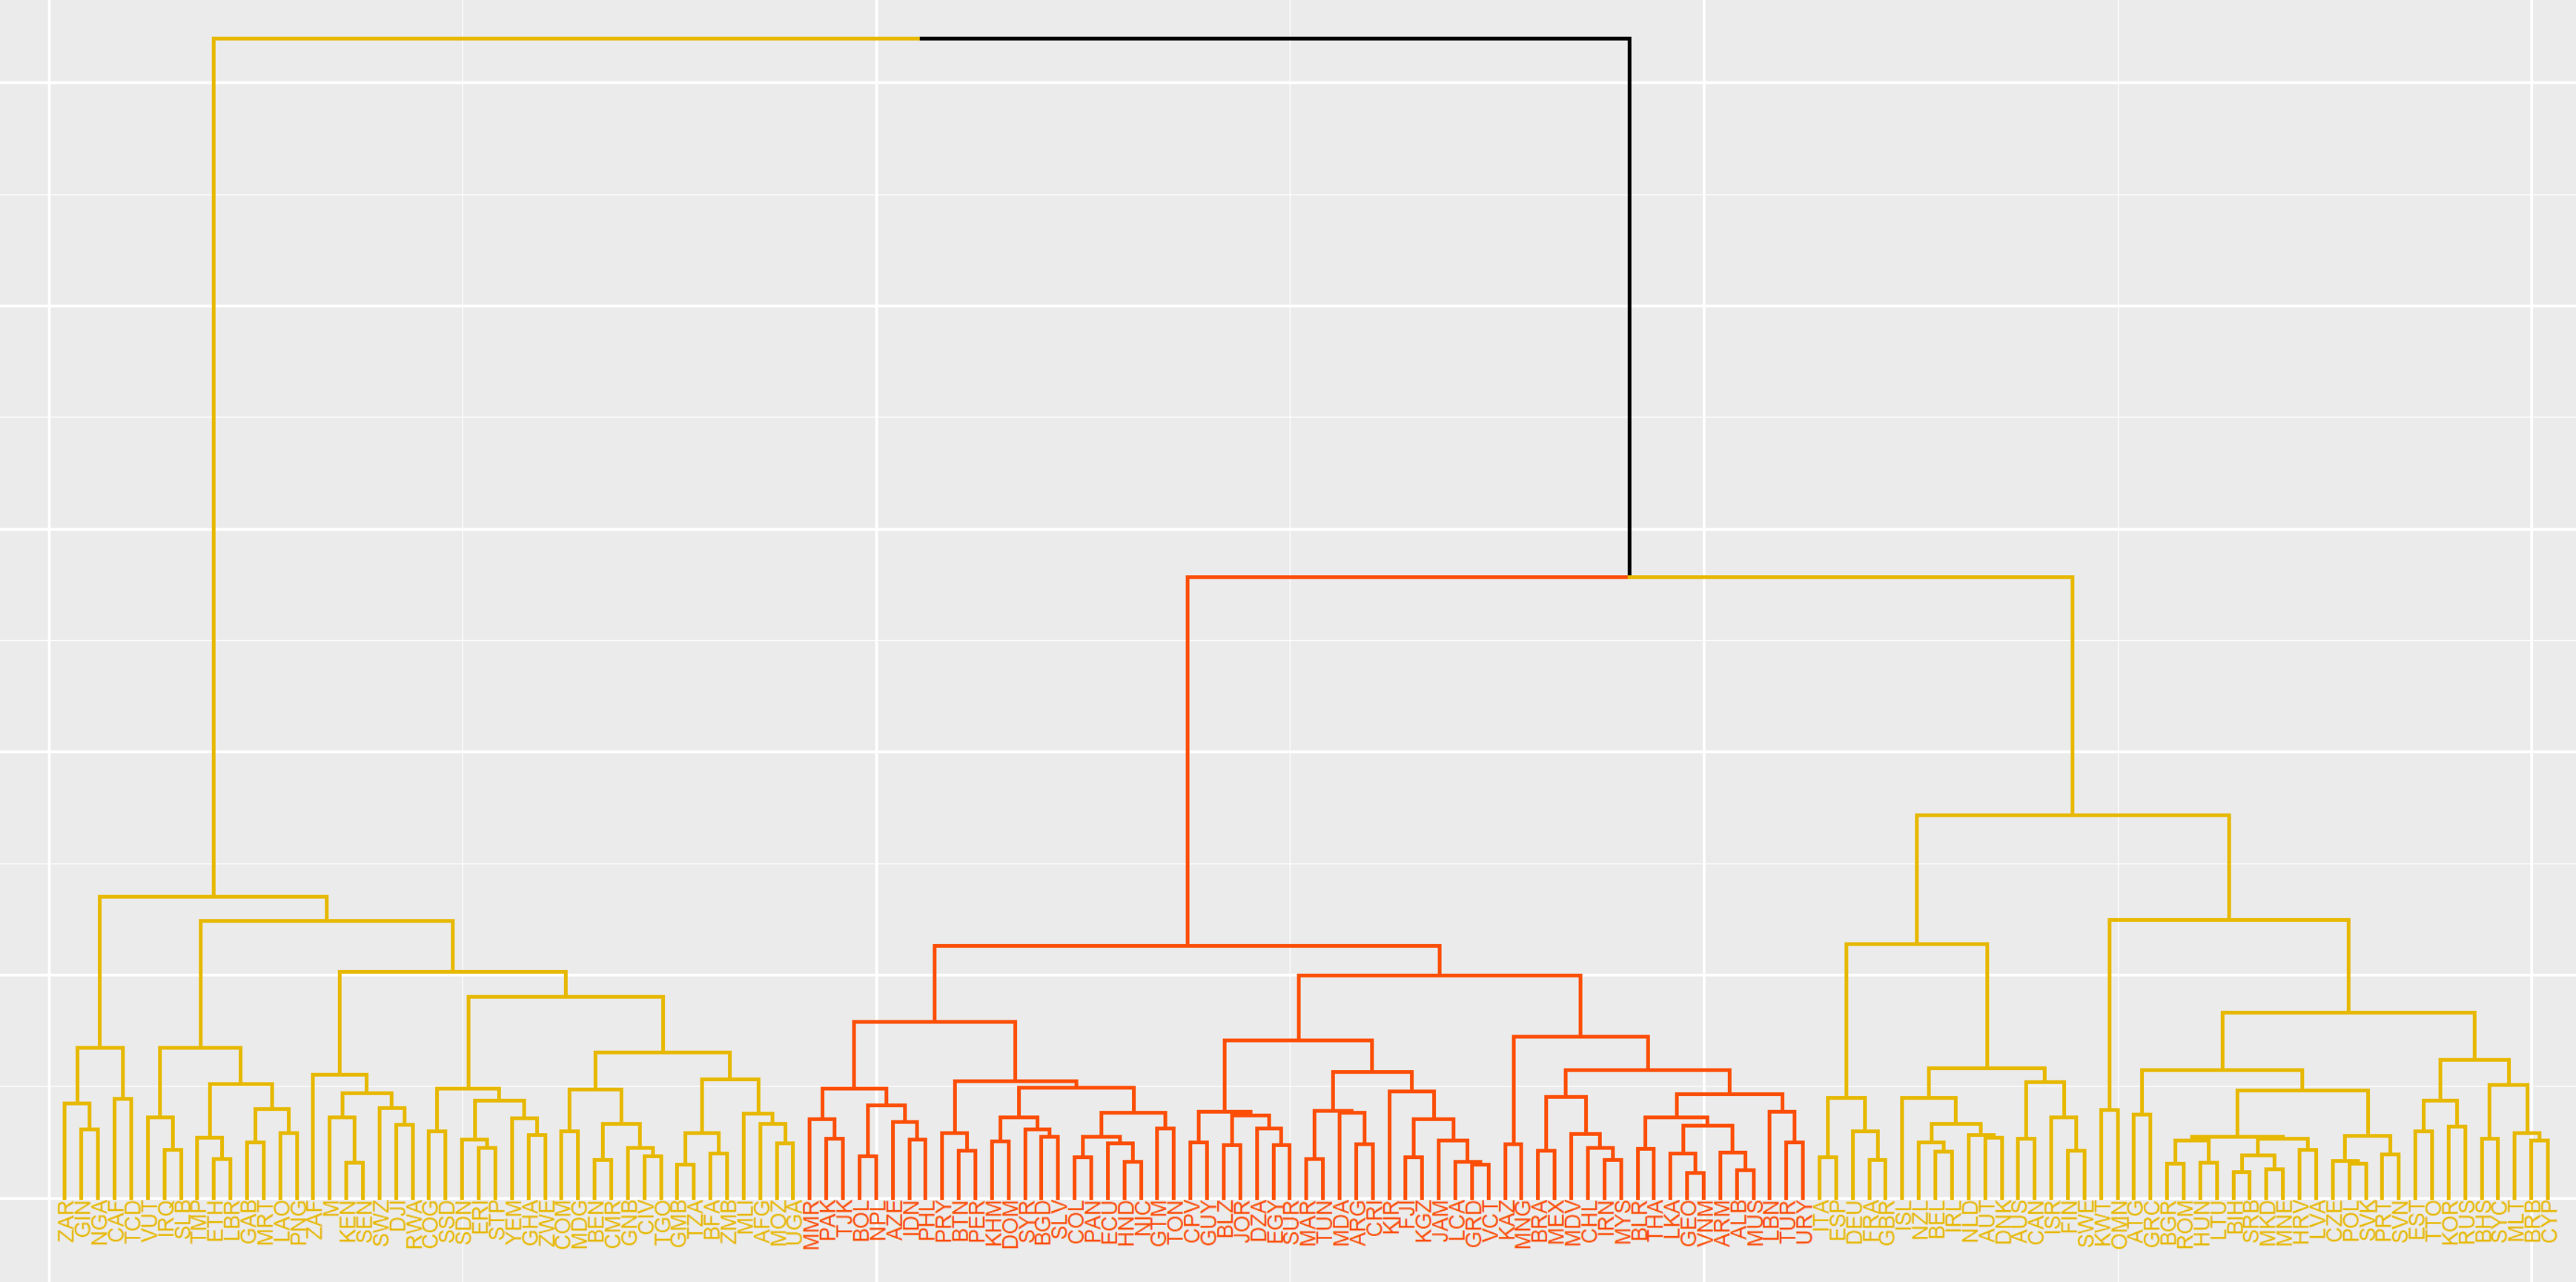 ZAR
GIN
NGA
CAF
TCD
VUT
IRQ
SLB
TMP
ETH
LBR
GAB
MRT
LAO
PNG
ZAF
M
KEN
SEN
SWZ
DJI
RWA
COG
SSD
SDN
ERI
STP
YEM
GHA
ZWE
COM
MDG
BEN
CMR
GNB
CIV
TGO
GMB
TZA
BFA
ZMB
MLI
AFG
MOZ
UGA
MMR
PAK
TJK
BOL
NPL
AZE
IDN
PHL
PRY
BTN
PER
KHM
DOM
SYR
BGD
SLV
COL
PAN
ECU
HND
NIC
GTM
TON
CPV
GUY
BLZ
JOR
DZA
EGY
SUR
MAR
TUN
MDA
ARG
CRI
KIR
FJI
KGZ
JAM
LCA
GRD
VCT
KAZ
MNG
BRA
MEX
MDV
CHL
IRN
MYS
BLR
THA
LKA
GEO
VNM
ARM
ALB
MUS
LBN
TUR
URY
ITA
ESP
DEU
FRA
GBR
ISL
NZL
BEL
IRL
NLD
AUT
DNK
AUS
CAN
ISR
FIN
SWE
KWT
OMN
ATG
GRC
BGR
ROM
HUN
LTU
BIH
SRB
MKD
MNE
HRV
LVA
CZE
POL
SVK
PRT
SVN
EST
TTO
KOR
RUS
BHS
SYC
MLT
BRB
CYP